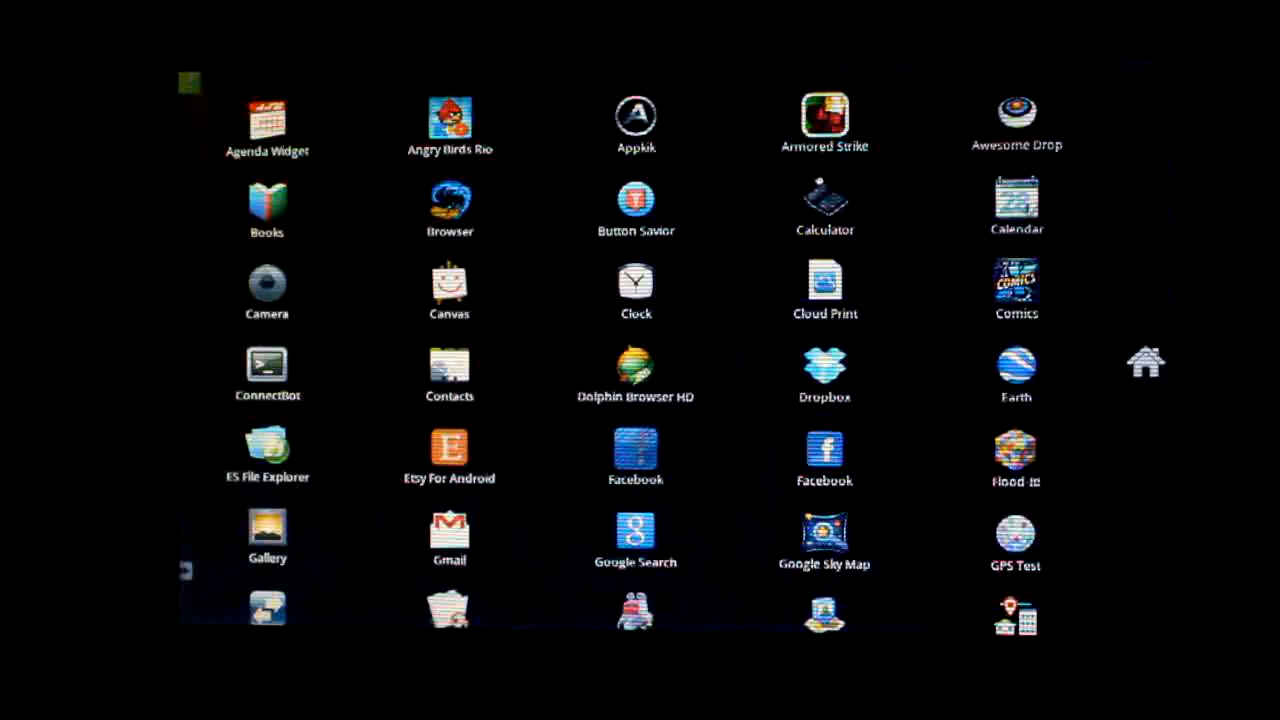 Agenda Widget
Angry Birds Rio
Appkik
Armored Strike
Awesome Drop
Books
Browser
Button Savior
Calculator
Calendar
Camera
Canvas
Clock
Cloud Print
COMICS
Comics
ConnectBot
Contacts
Dolphin Browser HD
Dropbox
Earth
ES File Explorer
Etsy For Android
Facebook
Facebook
Flood-It!
Gallery
Gmail
Google Search
Google Sky Map
GPS Test